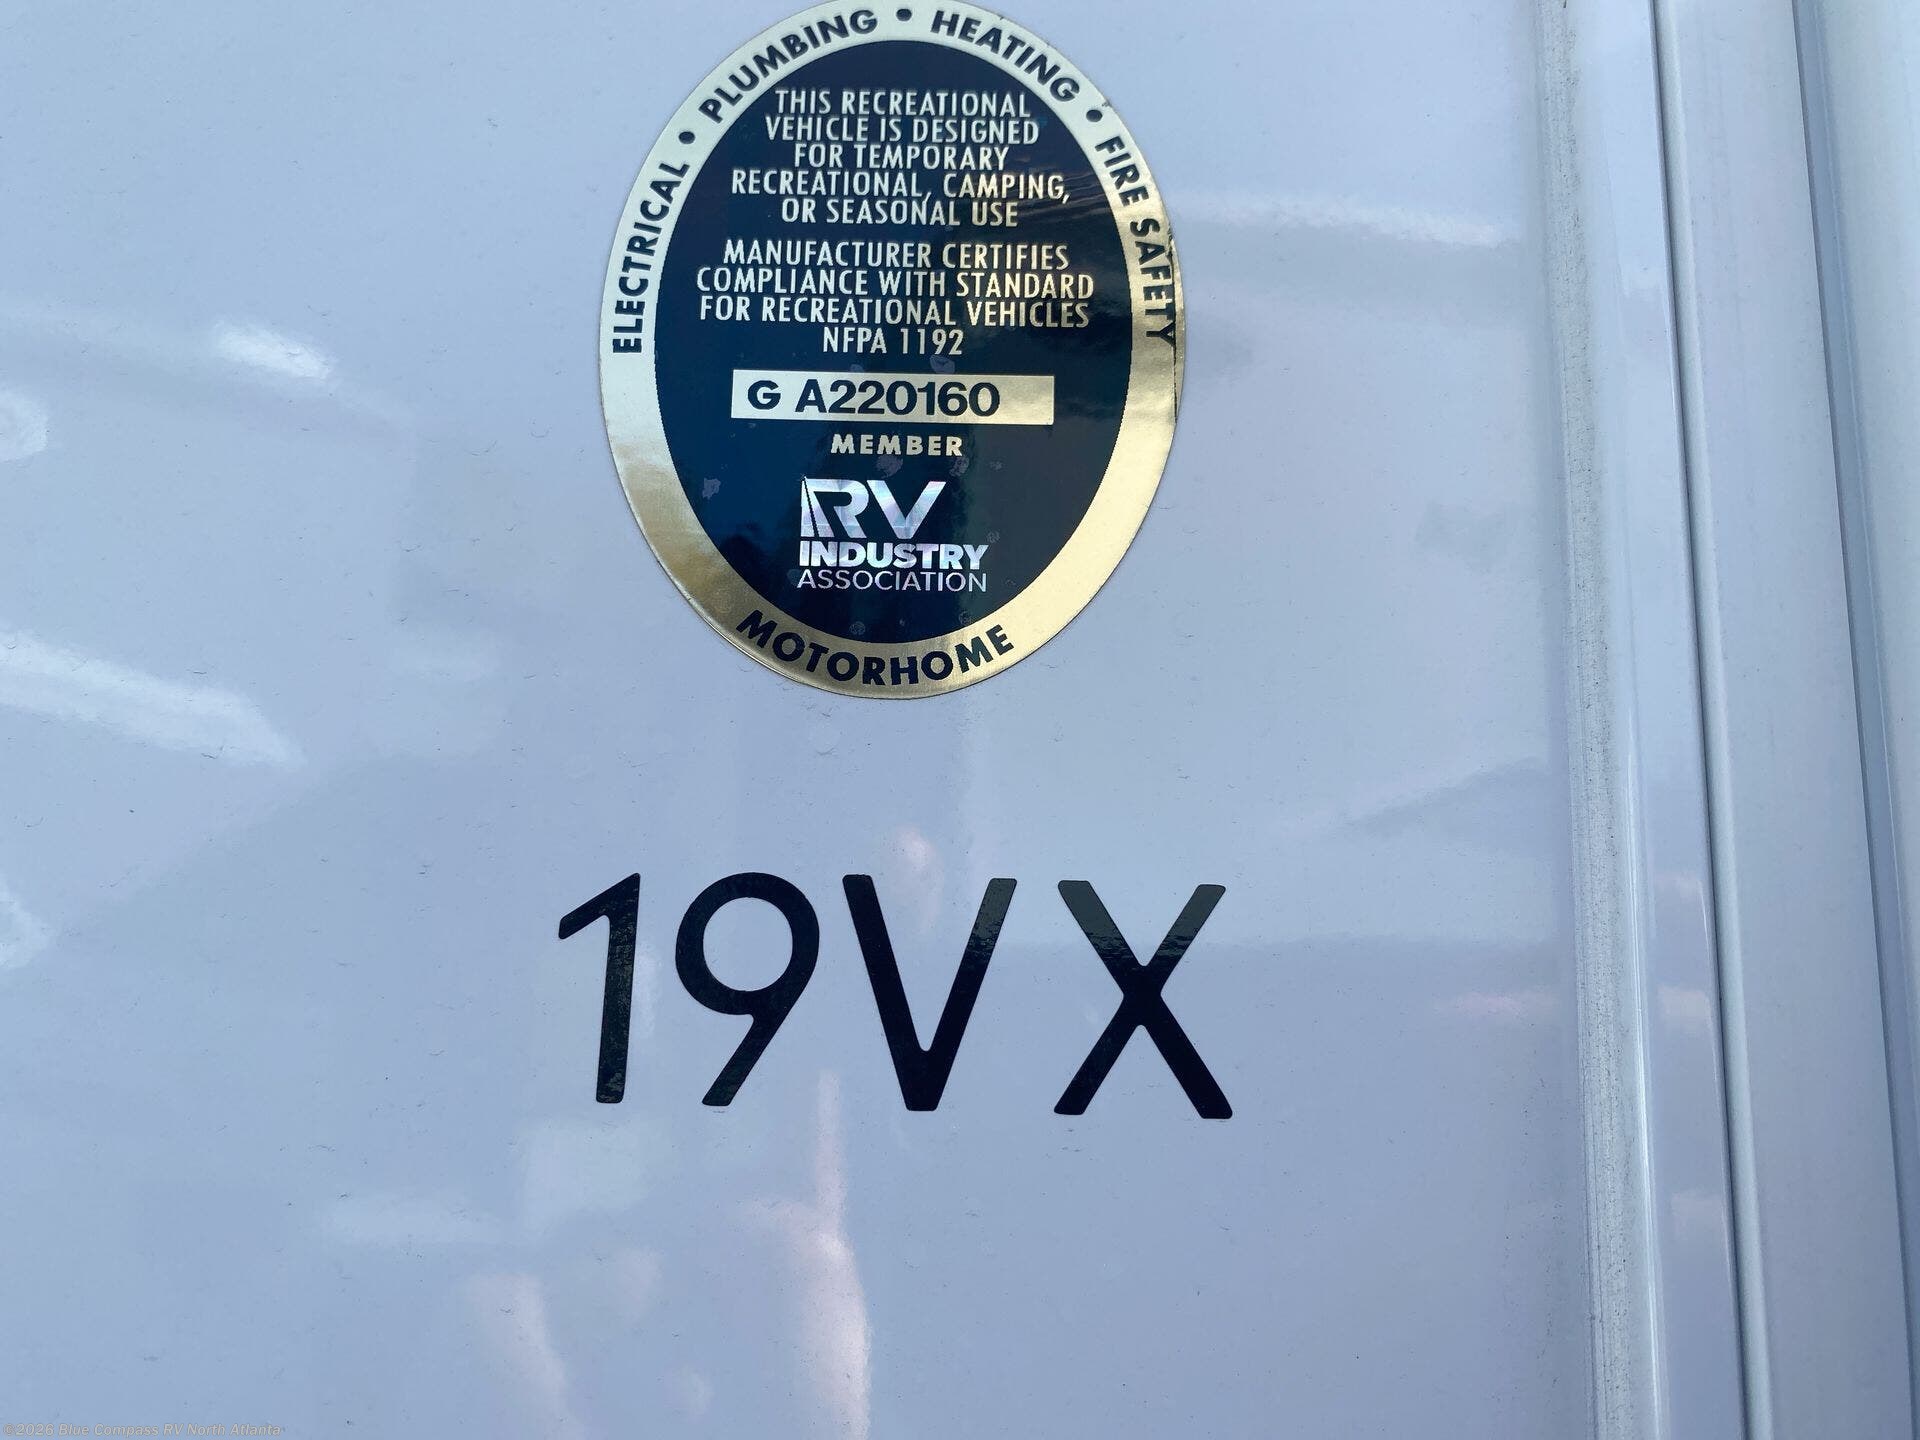 ELECTRICAL • PLUMBING • HEATING • FIRE SAFETY
THIS RECREATIONAL
VEHICLE IS DESIGNED
FOR TEMPORARY
RECREATIONAL, CAMPING,
OR SEASONAL USE
MANUFACTURER CERTIFIES
COMPLIANCE WITH STANDARD
FOR RECREATIONAL VEHICLES
NFPA 1192
G A220160
MEMBER
RV
INDUSTRY
ASSOCIATION
MOTORHOME
19VX
©2026 Blue Compass RV North Atlanta